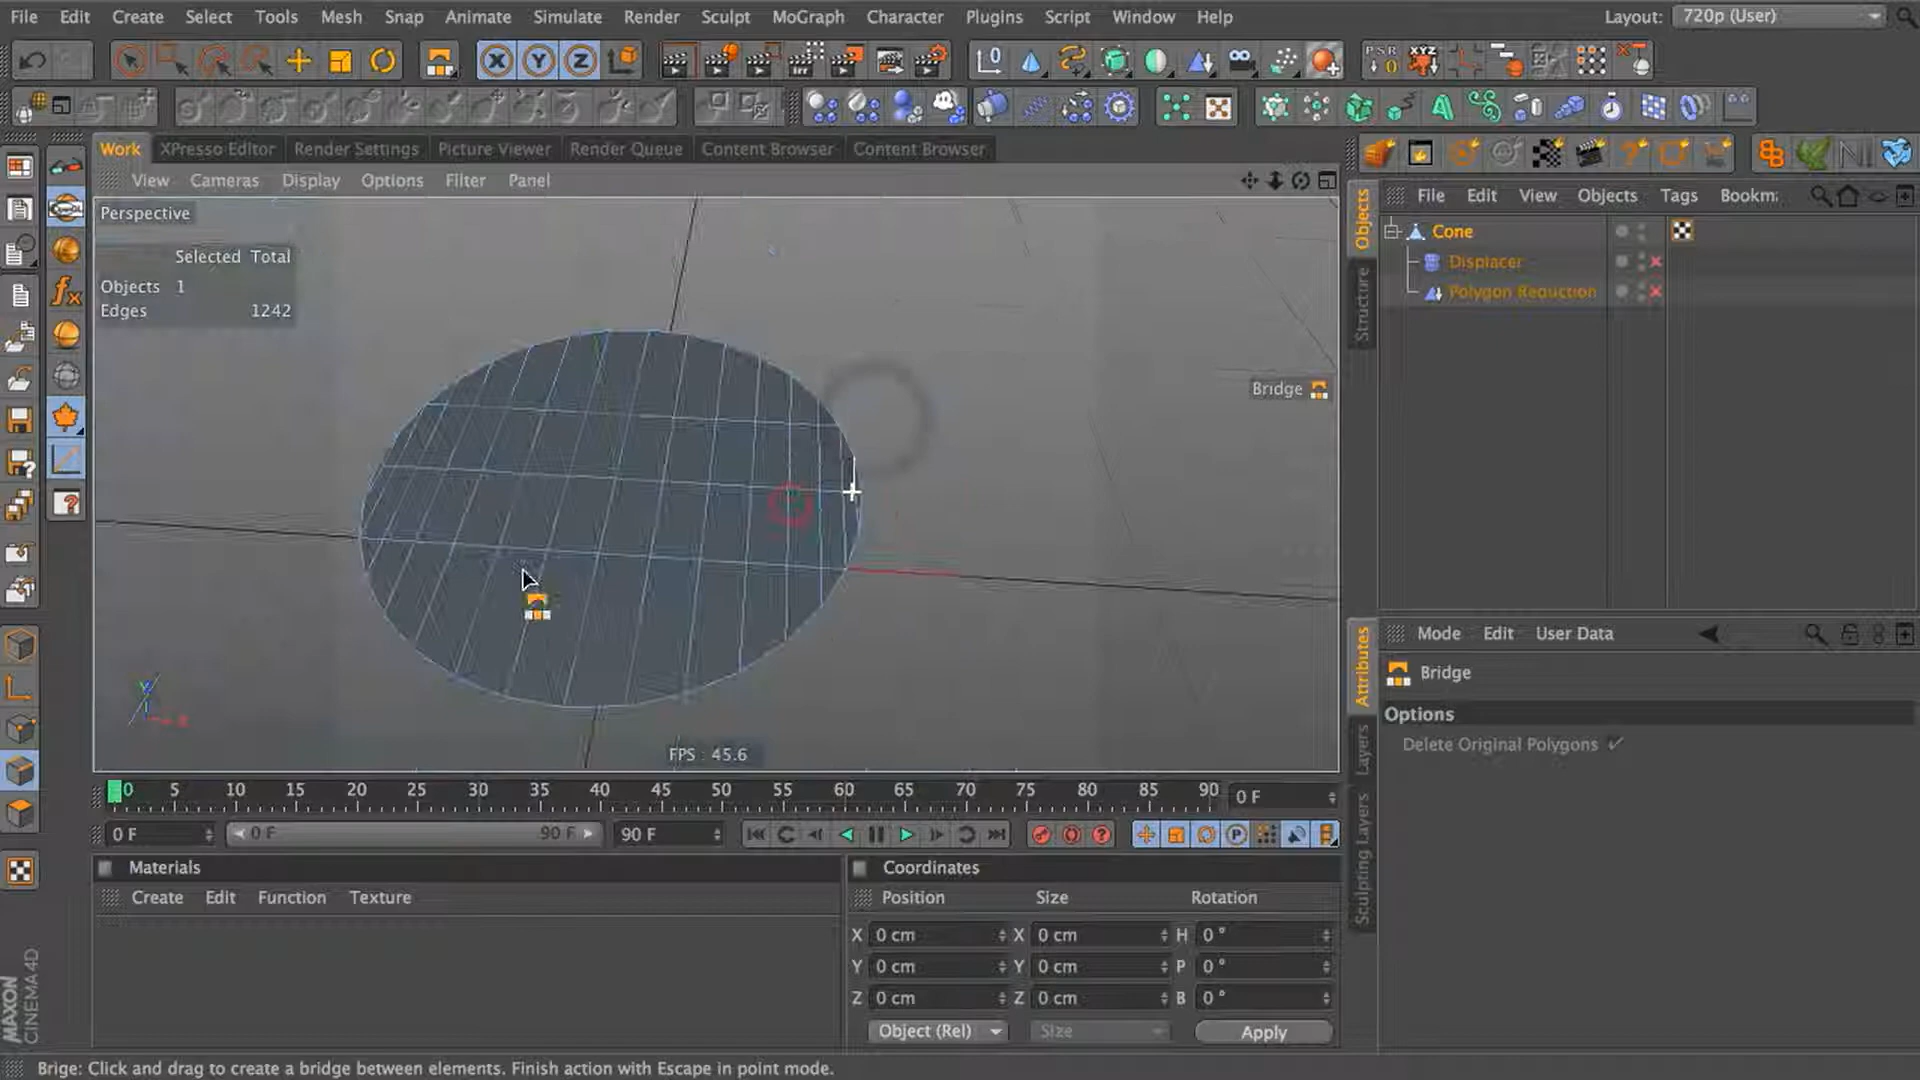 File Edit Create Select Tools Mesh Snap Animate Simulate Render Sculpt MoGraph Character Plugins Script Window Help Layout: 720p (User)
Work XPresso Editor Render Settings Picture Viewer Render Queue Content Browser Content Browser
View Cameras Display Options Filter Panel
File Edit View Objects Tags
Perspective
Cone
Selected Total
Displacer
Objects 1
Polygon Reduction
Edges 1242
Bridge
Objects
Structure
Mode Edit User Data
Bridge
Options
Delete Original Polygons
FPS : 45.6
Attributes
Layers
Sculpting Layers
0 5 10 15 20 25 30 35 40 45 50 55 60 65 70 75 80 85 90 0 F
0 F 0 F 90 F 90 F
Materials Coordinates
Create Edit Function Texture Position Size Rotation
X 0 cm X 0 cm H 0 °
Y 0 cm Y 0 cm P 0 °
Z 0 cm Z 0 cm B 0 °
Object (Rel) Size Apply
MAXON
CINEMA4D
Brige: Click and drag to create a bridge between elements. Finish action with Escape in point mode.